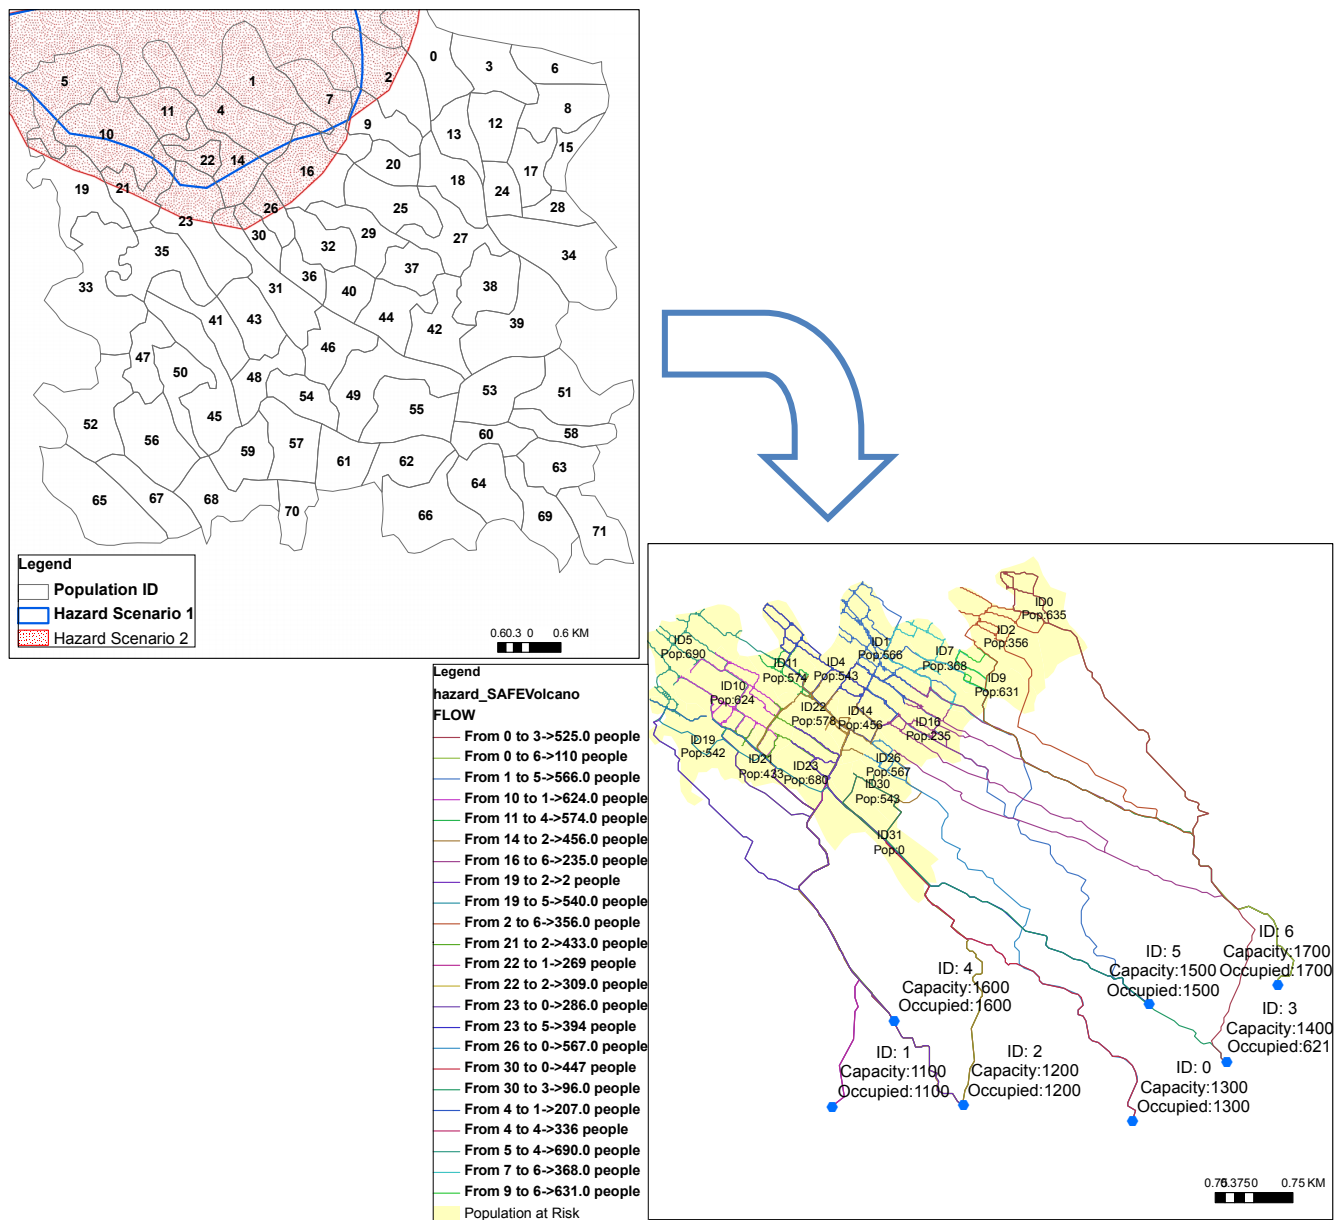 0
3
6
5
1
2
7
8
11
4
9
12
13
10
15
22
14
20
17
16
18
19
21
24
26
25
28
23
30
29
27
32
35
34
37
36
33
31
40
38
41
43
44
42
39
46
47
50
48
53
51
54
49
45
55
52
56
57
60
58
59
61
62
63
64
65
67
68
70
66
69
71
Legend
Population ID
Hazard Scenario 1
Hazard Scenario 2
0.60.3 0 0.6 KM
Legend
hazard_SAFEVolcano
FLOW
From 0 to 3->525.0 people
From 0 to 6->110 people
From 1 to 5->566.0 people
From 10 to 1->624.0 people
From 11 to 4->574.0 people
From 14 to 2->456.0 people
From 16 to 6->235.0 people
From 19 to 2->2 people
From 19 to 5->540.0 people
From 2 to 6->356.0 people
From 21 to 2->433.0 people
From 22 to 1->269 people
From 22 to 2->309.0 people
From 23 to 0->286.0 people
From 23 to 5->394 people
From 26 to 0->567.0 people
From 30 to 0->447 people
From 30 to 3->96.0 people
From 4 to 1->207.0 people
From 4 to 4->336 people
From 5 to 4->690.0 people
From 7 to 6->368.0 people
From 9 to 6->631.0 people
Population at Risk
ID0
Pop:635
ID2
Pop:356
ID5
Pop:690
ID1
Pop:566
ID7
Pop:368
ID11
Pop:574
ID4
Pop:543
ID9
Pop:631
ID10
Pop:624
ID22
Pop:578
ID14
Pop:456
ID16
Pop:235
ID19
Pop:542
ID21
Pop:433
ID23
Pop:680
ID26
Pop:567
ID30
Pop:543
ID31
Pop:0
ID: 6
Capacity:1700
Occupied:1700
ID: 5
Capacity:1500
Occupied:1500
ID: 4
Capacity:1600
Occupied:1600
ID: 3
Capacity:1400
Occupied:621
ID: 1
Capacity:1100
Occupied:1100
ID: 2
Capacity:1200
Occupied:1200
ID: 0
Capacity:1300
Occupied:1300
0.75 KM